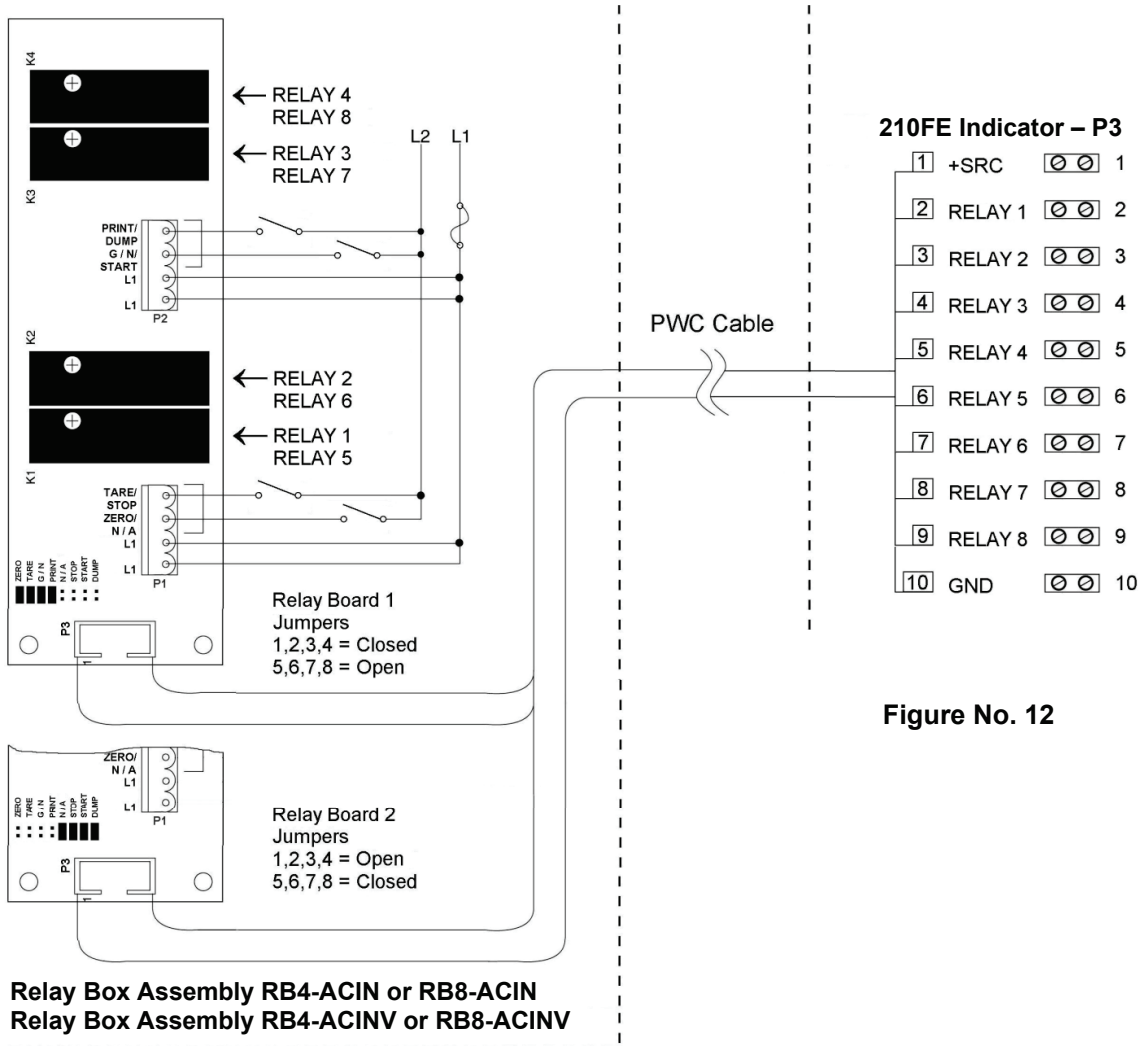 K4
RELAY 4
RELAY 8
K3
RELAY 3
RELAY 7
L2 L1
PRINT/
DUMP
G / N/
START
L1
L1
P2
K2
RELAY 2
RELAY 6
K1
RELAY 1
RELAY 5
TARE/
STOP
ZERO/
N / A
L1
L1
P1
ZERO
TARE
G / N
PRINT
N / A
STOP
START
DUMP
P3
1
Relay Board 1
Jumpers
1,2,3,4 = Closed
5,6,7,8 = Open
ZERO/
N / A
L1
L1
P1
ZERO
TARE
G / N
PRINT
N / A
STOP
START
DUMP
P3
1
Relay Board 2
Jumpers
1,2,3,4 = Open
5,6,7,8 = Closed
Relay Box Assembly RB4-ACIN or RB8-ACIN
Relay Box Assembly RB4-ACINV or RB8-ACINV
PWC Cable
210FE Indicator – P3
1 +SRC 1
2 RELAY 1 2
3 RELAY 2 3
4 RELAY 3 4
5 RELAY 4 5
6 RELAY 5 6
7 RELAY 6 7
8 RELAY 7 8
9 RELAY 8 9
10 GND 10
Figure No. 12